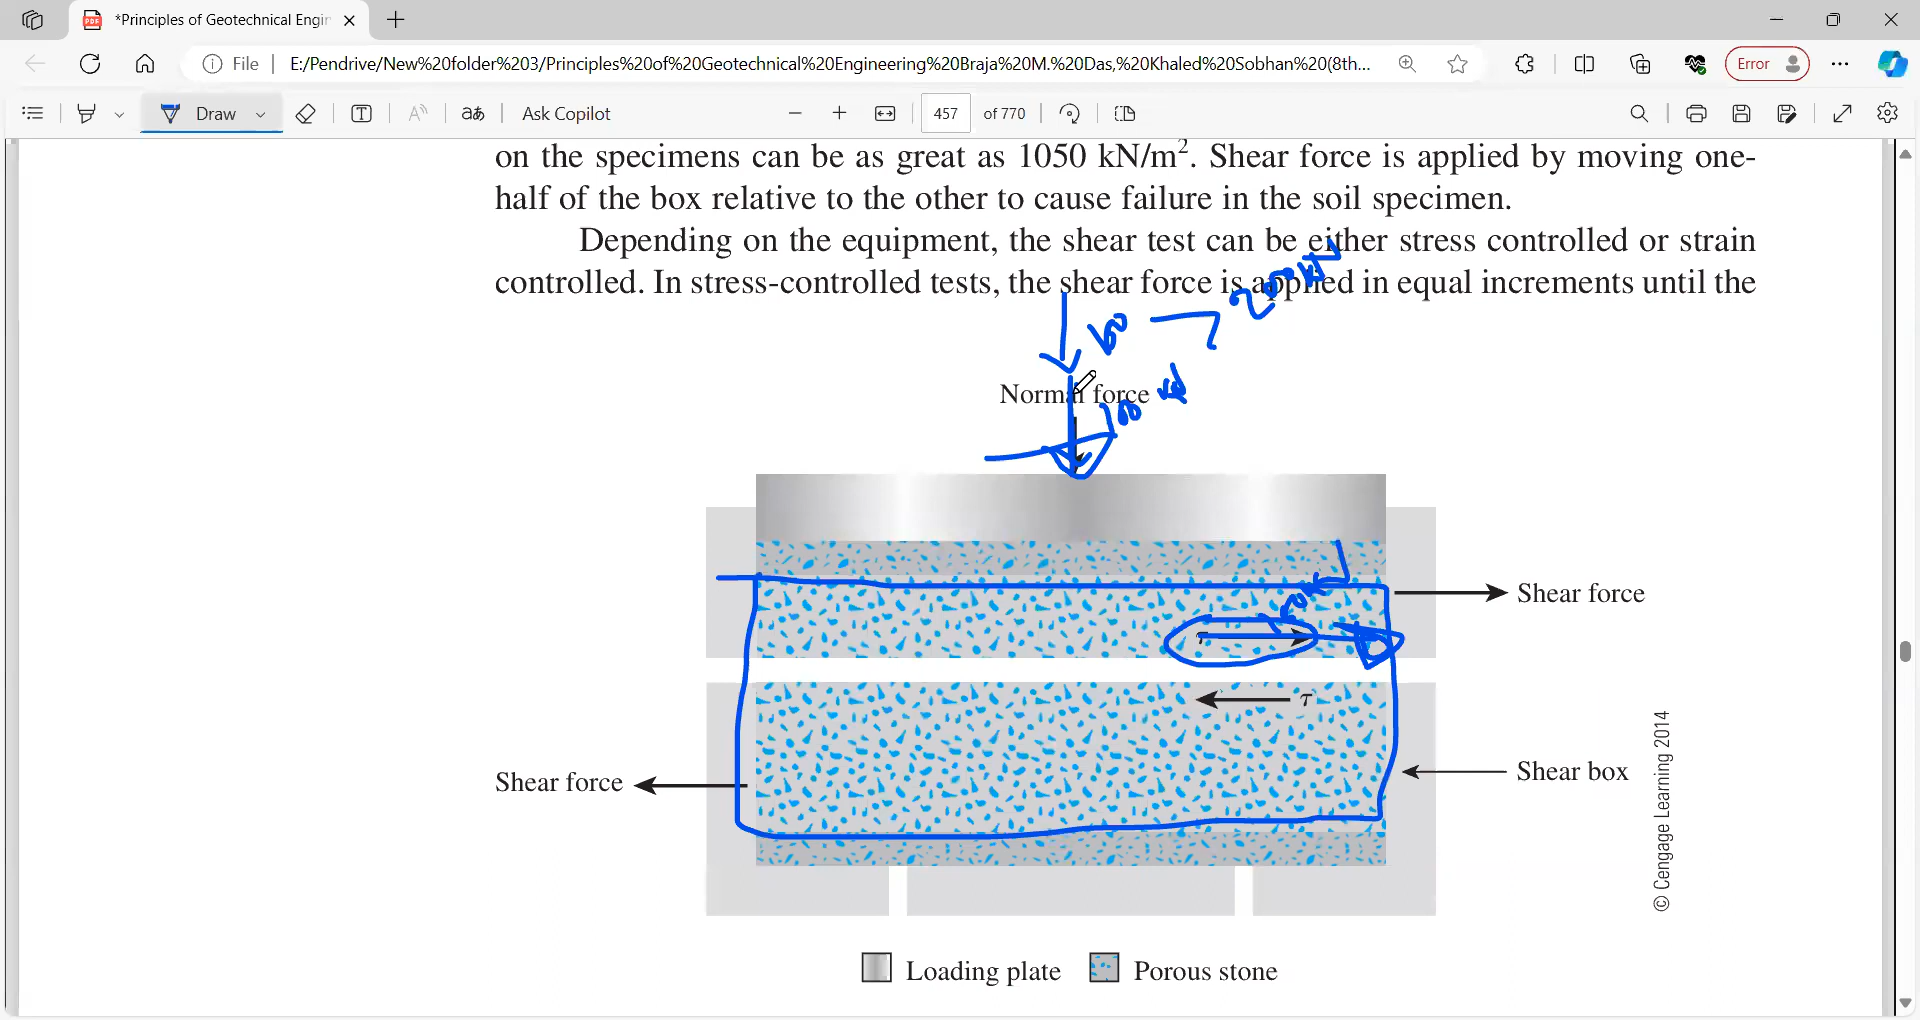 *Principles of Geotechnical Engin
File
E:/Pendrive/New%20folder%203/Principles%20of%20Geotechnical%20Engineering%20Braja%20M.%20Das,%20Khaled%20Sobhan%20(8th...
Error
Draw
aあ
Ask Copilot
457 of 770
on the specimens can be as great as 1050 kN/m². Shear force is applied by moving one-
half of the box relative to the other to cause failure in the soil specimen.
Depending on the equipment, the shear test can be either stress controlled or strain
controlled. In stress-controlled tests, the shear force is applied in equal increments until the
Normal force
Shear force
τ
τ
Shear force
Shear box
© Cengage Learning 2014
Loading plate
Porous stone